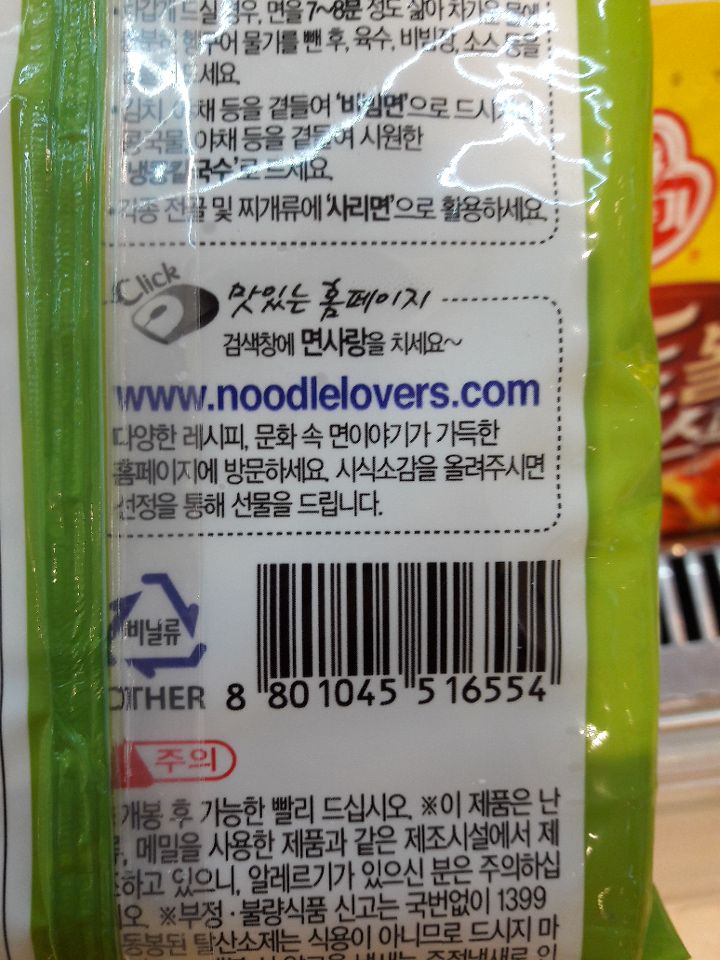 차갑게 드실 경우, 면을 7~8분 정도 삶아 차가운 물에
헹구어 물기를 뺀 후, 육수, 비빔장, 소스 등을
세요.
·김치 야채 등을 곁들여 '비빔면'으로
콩국물, 야채 등을 곁들여 시원한
'냉콩칼국수'로 드세요.
·각종 전골 및 찌개류에 '사리면'으로 활용하세요.
Click
맛있는 홈페이지
검색창에 면사랑을 치세요~
www.noodlelovers.com
다양한 레시피, 문화 속 면이야기가 가득한
홈페이지에 방문하세요. 시식소감을 올려주시면
선정을 통해 선물을 드립니다.
비닐류
OTHER
8 801045 516554
주의
개봉 후 가능한 빨리 드십시오. ※이 제품은 난
류, 메밀을 사용한 제품과 같은 제조시설에서 제
조하고 있으니, 알레르기가 있으신 분은 주의하십
시오. ※부정·불량식품 신고는 국번없이 1399
동봉된 탈산소제는 식용이 아니므로 드시지 마